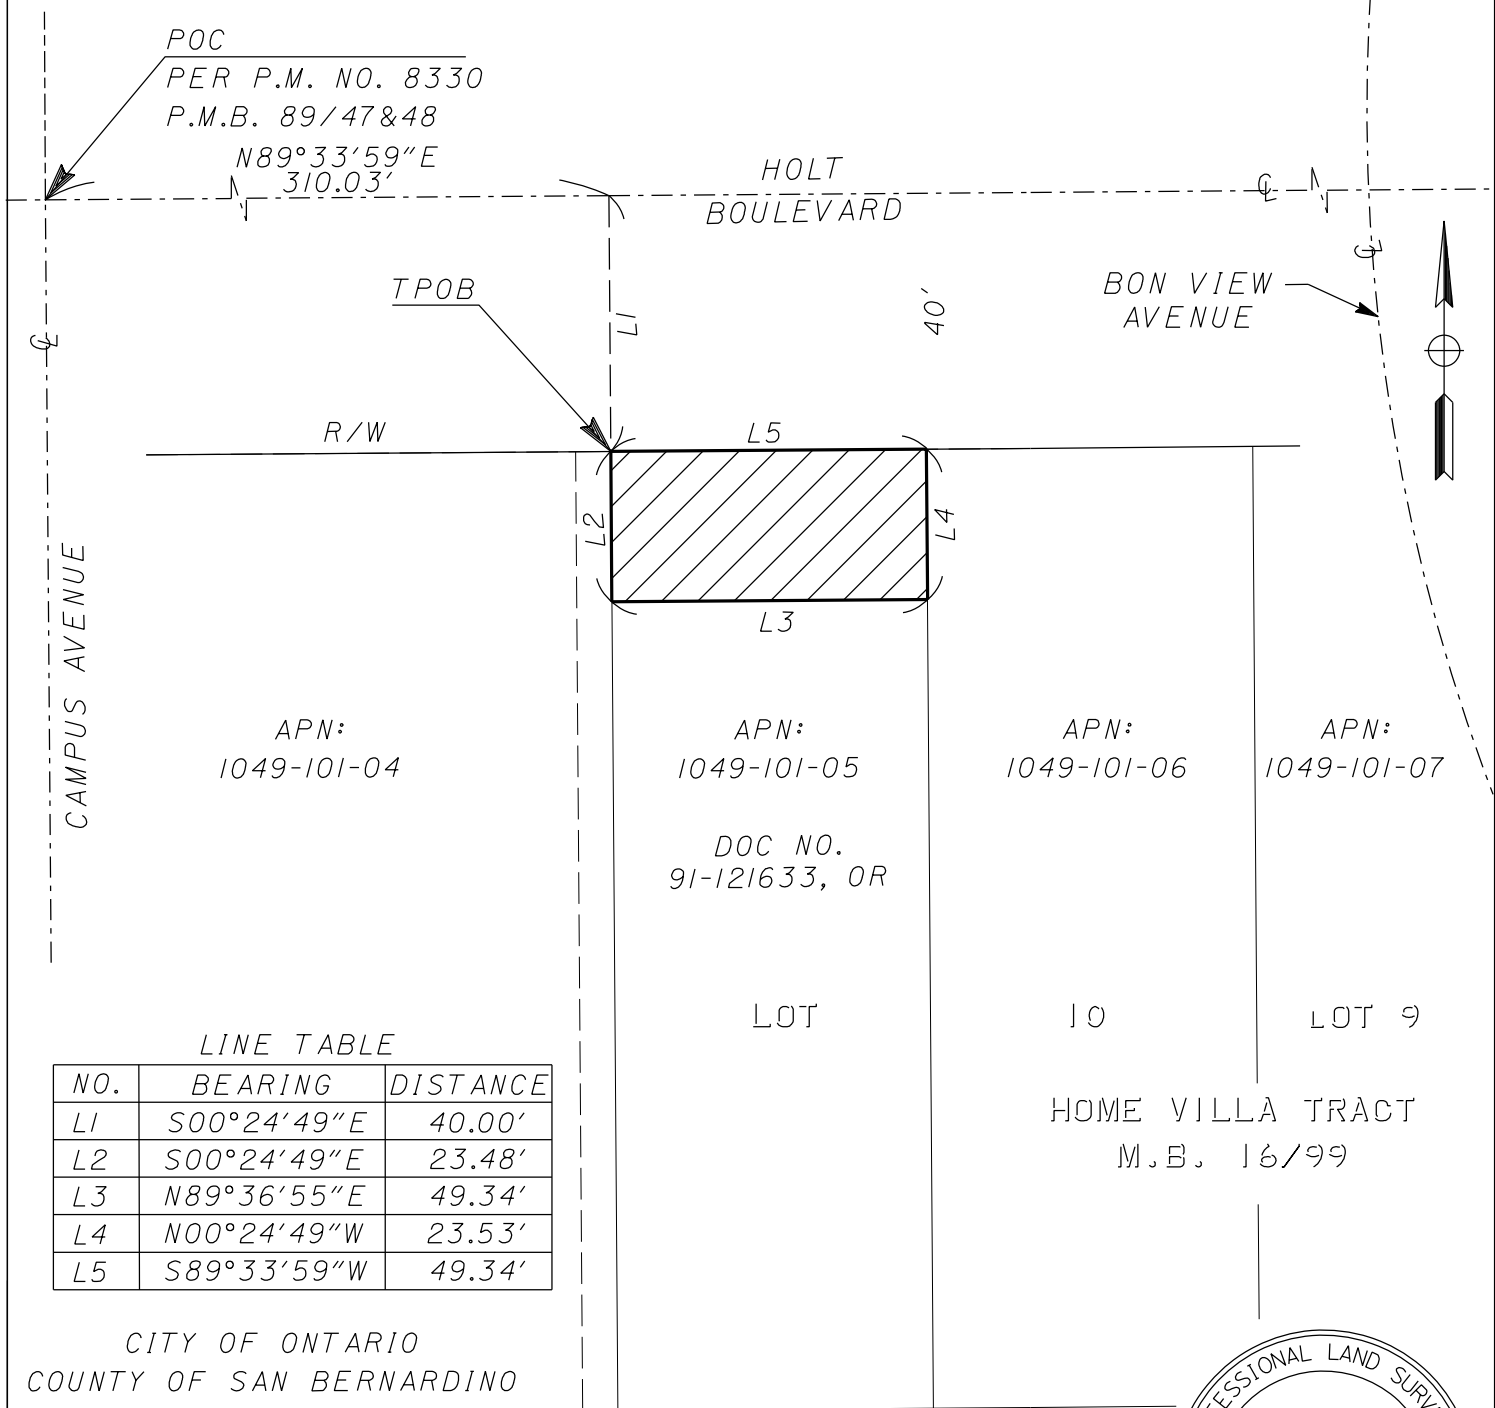 POC
PER P.M. NO. 8330
P.M.B. 89/47&48
N89°33'59"E
310.03'
HOLT
BOULEVARD
℄
℄
TPOB
L1
40'
BON VIEW
AVENUE
℄
R/W
L5
L2
L4
L3
CAMPUS AVENUE
APN:
1049-101-04
APN:
1049-101-05
APN:
1049-101-06
APN:
1049-101-07
DOC NO.
91-121633, OR
LOT
10
LOT 9
HOME VILLA TRACT
M.B. 16/99
LINE TABLE
NO. BEARING DISTANCE
L1 S00°24'49"E 40.00'
L2 S00°24'49"E 23.48'
L3 N89°36'55"E 49.34'
L4 N00°24'49"W 23.53'
L5 S89°33'59"W 49.34'
CITY OF ONTARIO
COUNTY OF SAN BERNARDINO
ESSIONAL LAND SURV